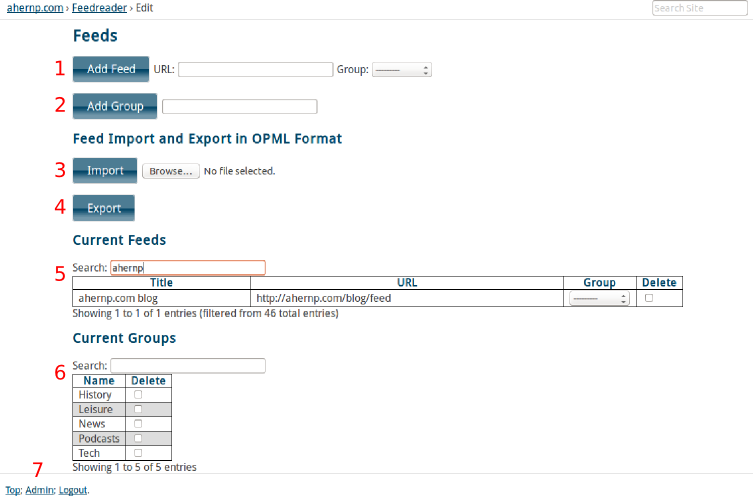 ahernp.com › Feedreader › Edit Search Site
Feeds
1 Add Feed URL: Group: ---------
2 Add Group
Feed Import and Export in OPML Format
3 Import Browse... No file selected.
4 Export
Current Feeds
Search: ahernp
5
Title URL Group Delete
ahernp.com blog http://ahernp.com/blog/feed ---------
Showing 1 to 1 of 1 entries (filtered from 46 total entries)
Current Groups
Search:
6
Name Delete
History
Leisure
News
Podcasts
Tech
Showing 1 to 5 of 5 entries
7
Top; Admin; Logout.